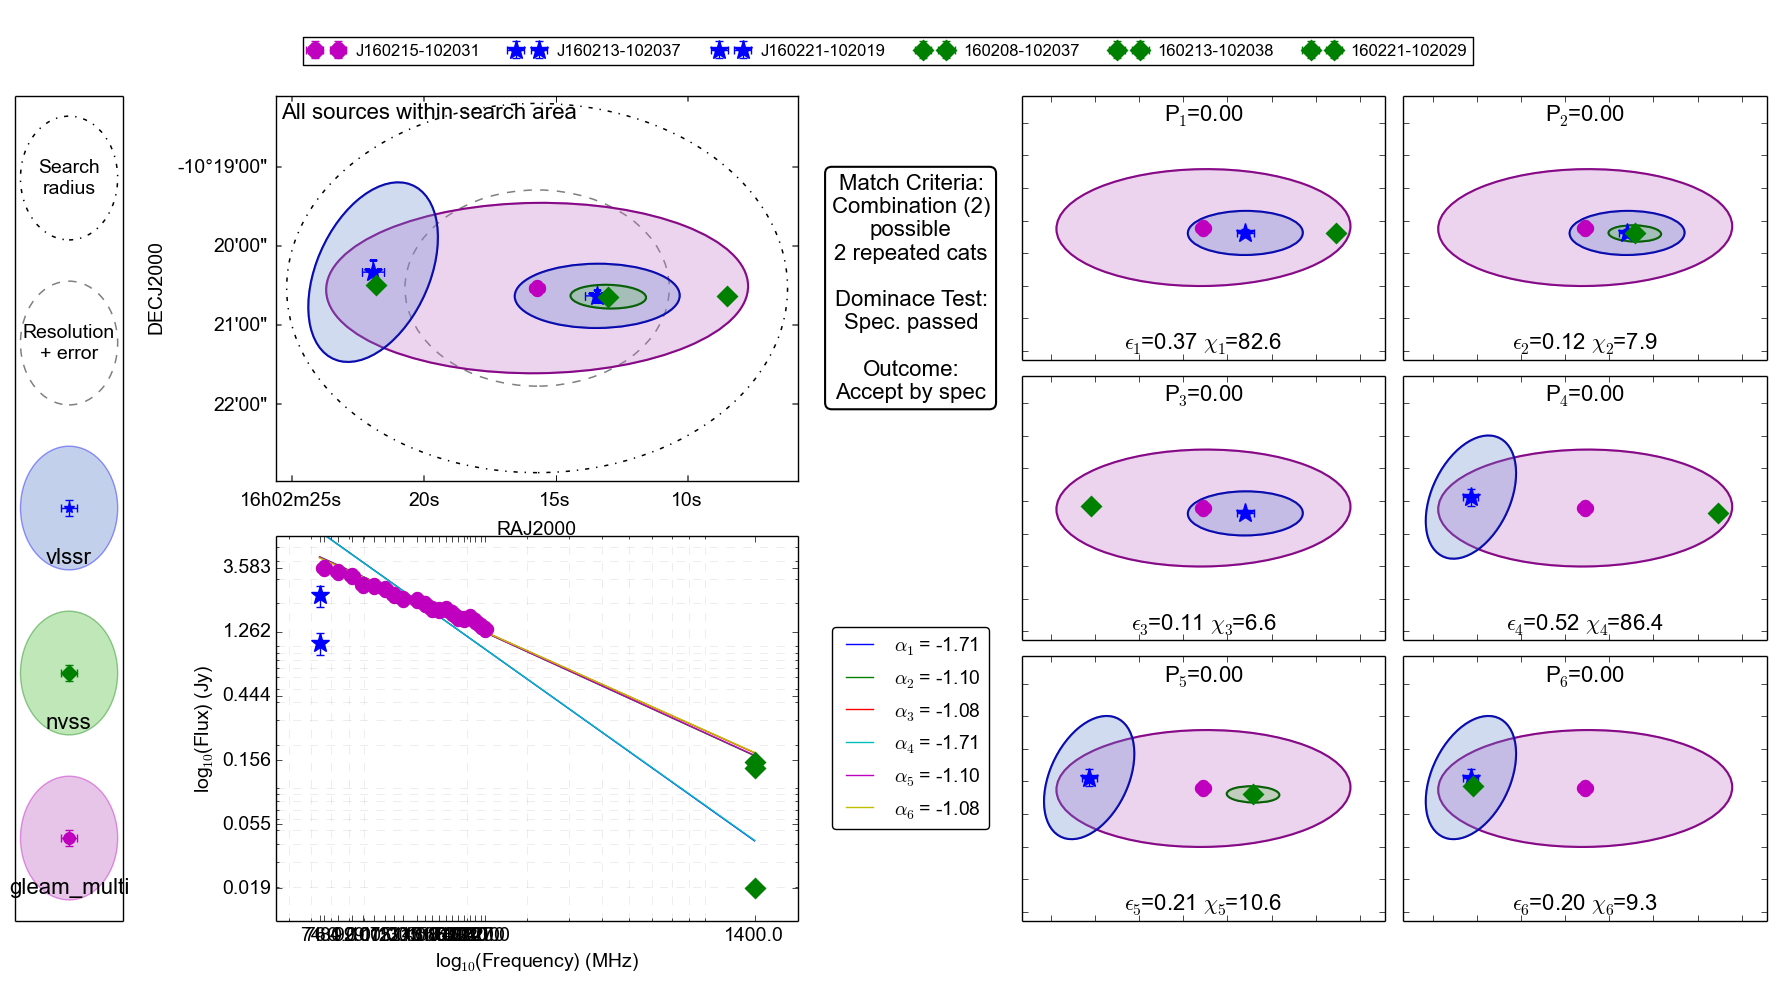 J160215-102031 J160213-102037 J160221-102019 160208-102037 160213-102038 160221-102029
Search
radius
Resolution
+ error
vlssr
nvss
gleam_multi
All sources within search area
DECJ2000
-10°19'00"
20'00"
21'00"
22'00"
16h02m25s 20s 15s 10s
RAJ2000
Match Criteria:
Combination (2)
possible
2 repeated cats
Dominace Test:
Spec. passed
Outcome:
Accept by spec
log10(Flux) (Jy)
3.583
1.262
0.444
0.156
0.055
0.019
1400.0
log10(Frequency) (MHz)
α1 = -1.71
α2 = -1.10
α3 = -1.08
α4 = -1.71
α5 = -1.10
α6 = -1.08
P1=0.00
ϵ1=0.37 χ1=82.6
P2=0.00
ϵ2=0.12 χ2=7.9
P3=0.00
ϵ3=0.11 χ3=6.6
P4=0.00
ϵ4=0.52 χ4=86.4
P5=0.00
ϵ5=0.21 χ5=10.6
P6=0.00
ϵ6=0.20 χ6=9.3